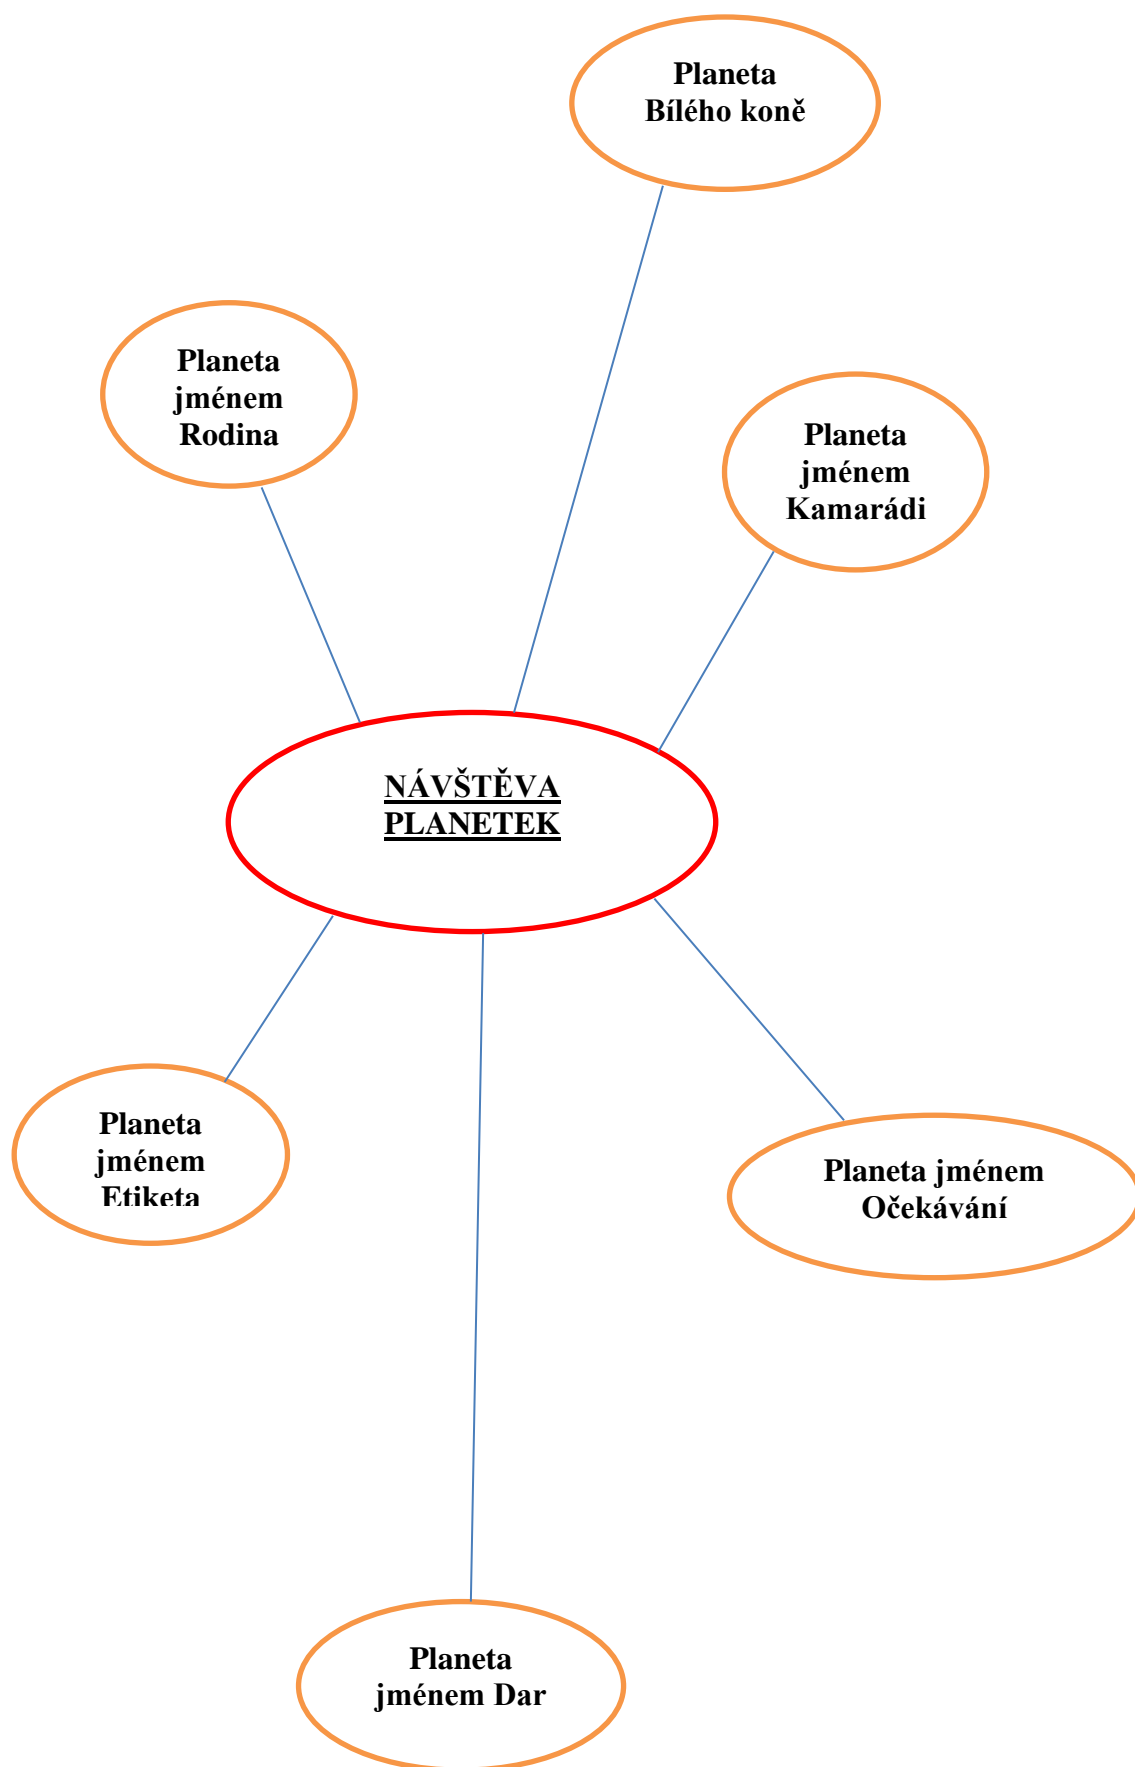 Planeta
Bílého koně
Planeta
jménem
Rodina
Planeta
jménem
Kamarádi
NÁVŠTĚVA
PLANETEK
Planeta
jménem
Etiketa
Planeta jménem
Očekávání
Planeta
jménem Dar